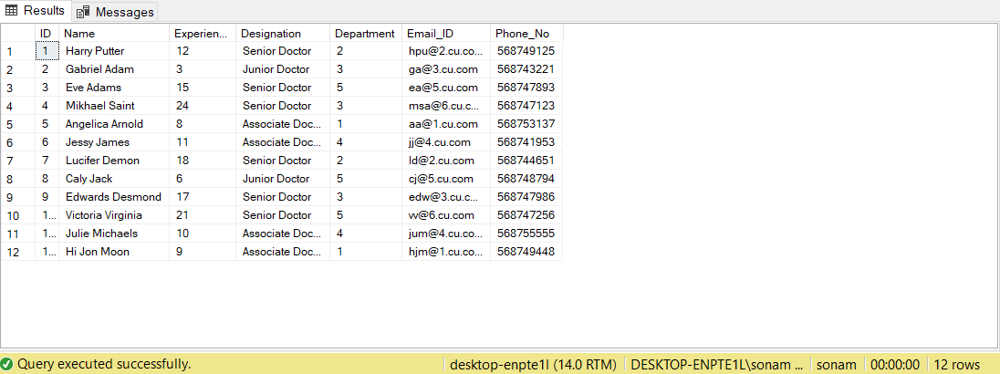 Results Messages
ID Name Experien... Designation Department Email_ID Phone_No
1 1 Harry Putter 12 Senior Doctor 2 hpu@2.cu.co... 568749125
2 2 Gabriel Adam 3 Junior Doctor 3 ga@3.cu.com 568743221
3 3 Eve Adams 15 Senior Doctor 5 ea@5.cu.com 568747893
4 4 Mikhael Saint 24 Senior Doctor 3 msa@6.cu.c... 568747123
5 5 Angelica Arnold 8 Associate Doc... 1 aa@1.cu.com 568753137
6 6 Jessy James 11 Associate Doc... 4 jj@4.cu.com 568741953
7 7 Lucifer Demon 18 Senior Doctor 2 ld@2.cu.com 568744651
8 8 Caly Jack 6 Junior Doctor 5 cj@5.cu.com 568748794
9 9 Edwards Desmond 17 Senior Doctor 3 edw@3.cu.c... 568747986
10 1... Victoria Virginia 21 Senior Doctor 5 vv@6.cu.com 568747256
11 1... Julie Michaels 10 Associate Doc... 4 jum@4.cu.co... 568755555
12 1... Hi Jon Moon 9 Associate Doc... 1 hjm@1.cu.co... 568749448
Query executed successfully. desktop-enpte1l (14.0 RTM) DESKTOP-ENPTE1L\sonam ... sonam 00:00:00 12 rows